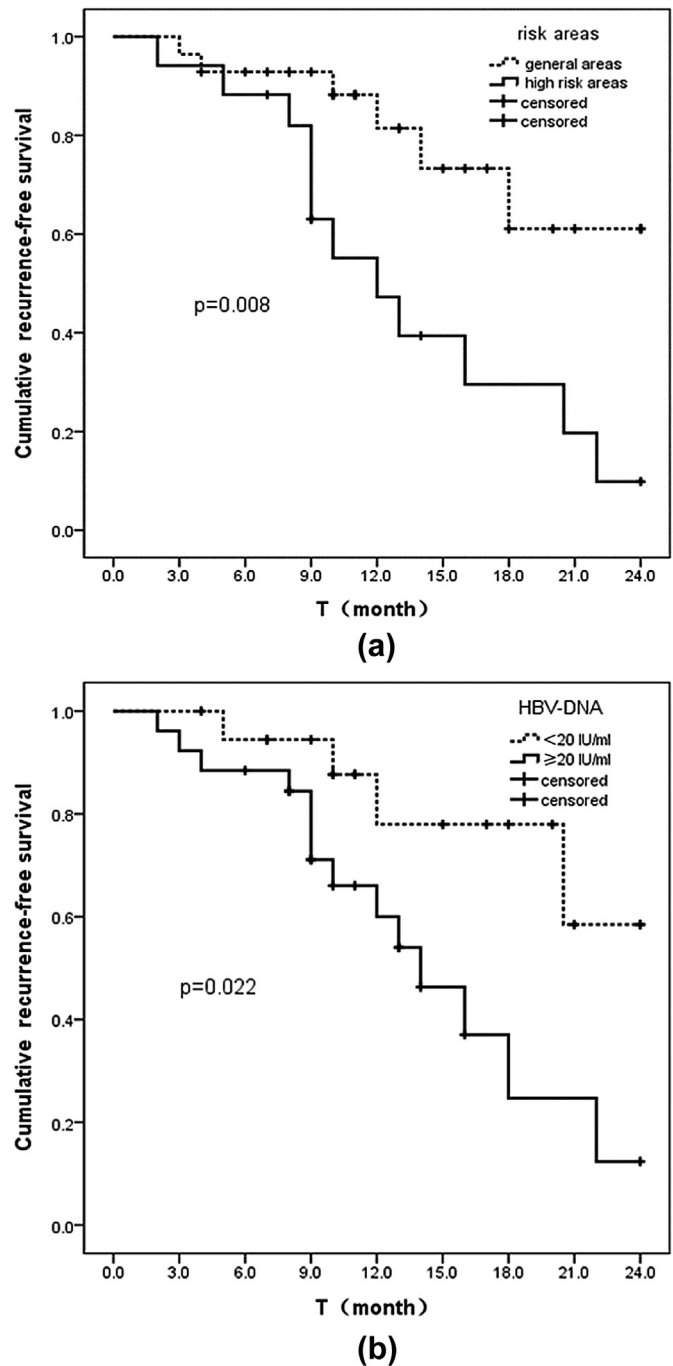 risk areas
general areas
high risk areas
censored
censored
1.0
0.8
0.6
0.4
0.2
0.0
Cumulative recurrence-free survival
p=0.008
0.0 3.0 6.0 9.0 12.0 15.0 18.0 21.0 24.0
T（month）
(a)
HBV-DNA
<20 IU/ml
≥20 IU/ml
censored
censored
1.0
0.8
0.6
0.4
0.2
0.0
Cumulative recurrence-free survival
p=0.022
0.0 3.0 6.0 9.0 12.0 15.0 18.0 21.0 24.0
T（month）
(b)